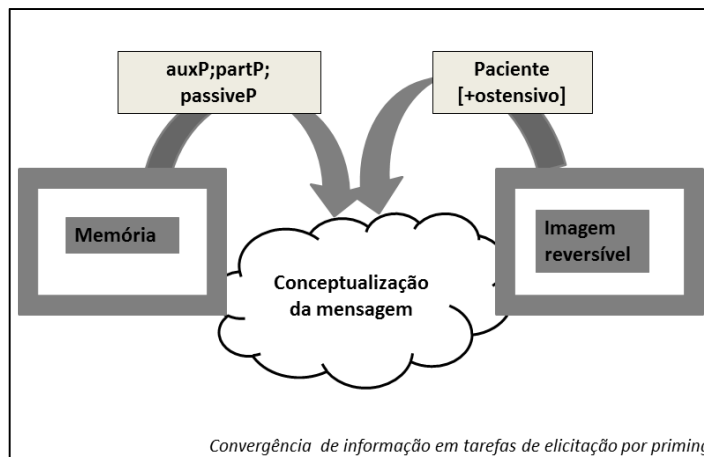 auxP;partP;
passiveP
Paciente
[+ostensivo]
Memória
Imagem
reversível
Conceptualização
da mensagem
Convergência de informação em tarefas de elicitação por priming